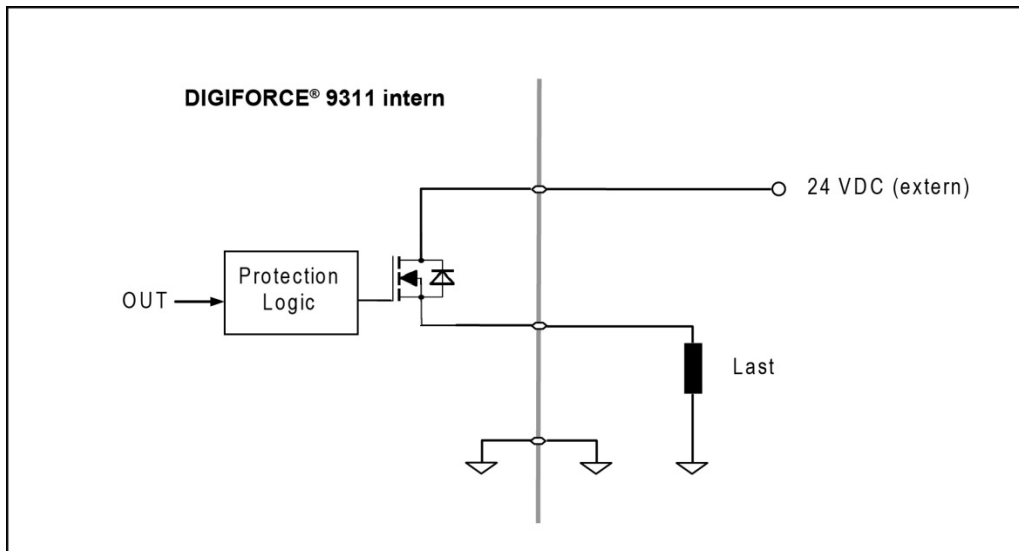 DIGIFORCE® 9311 intern
24 VDC (extern)
Protection
Logic
OUT
Last